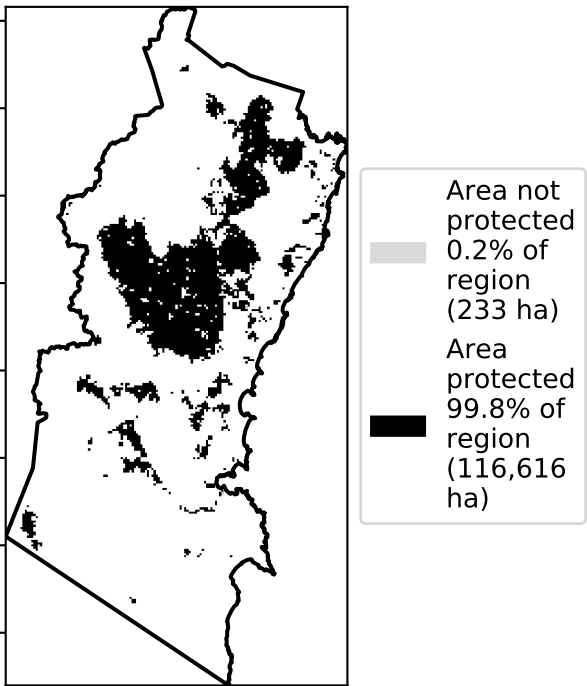 Area not
protected
0.2% of
region
(233 ha)
Area
protected
99.8% of
region
(116,616
ha)